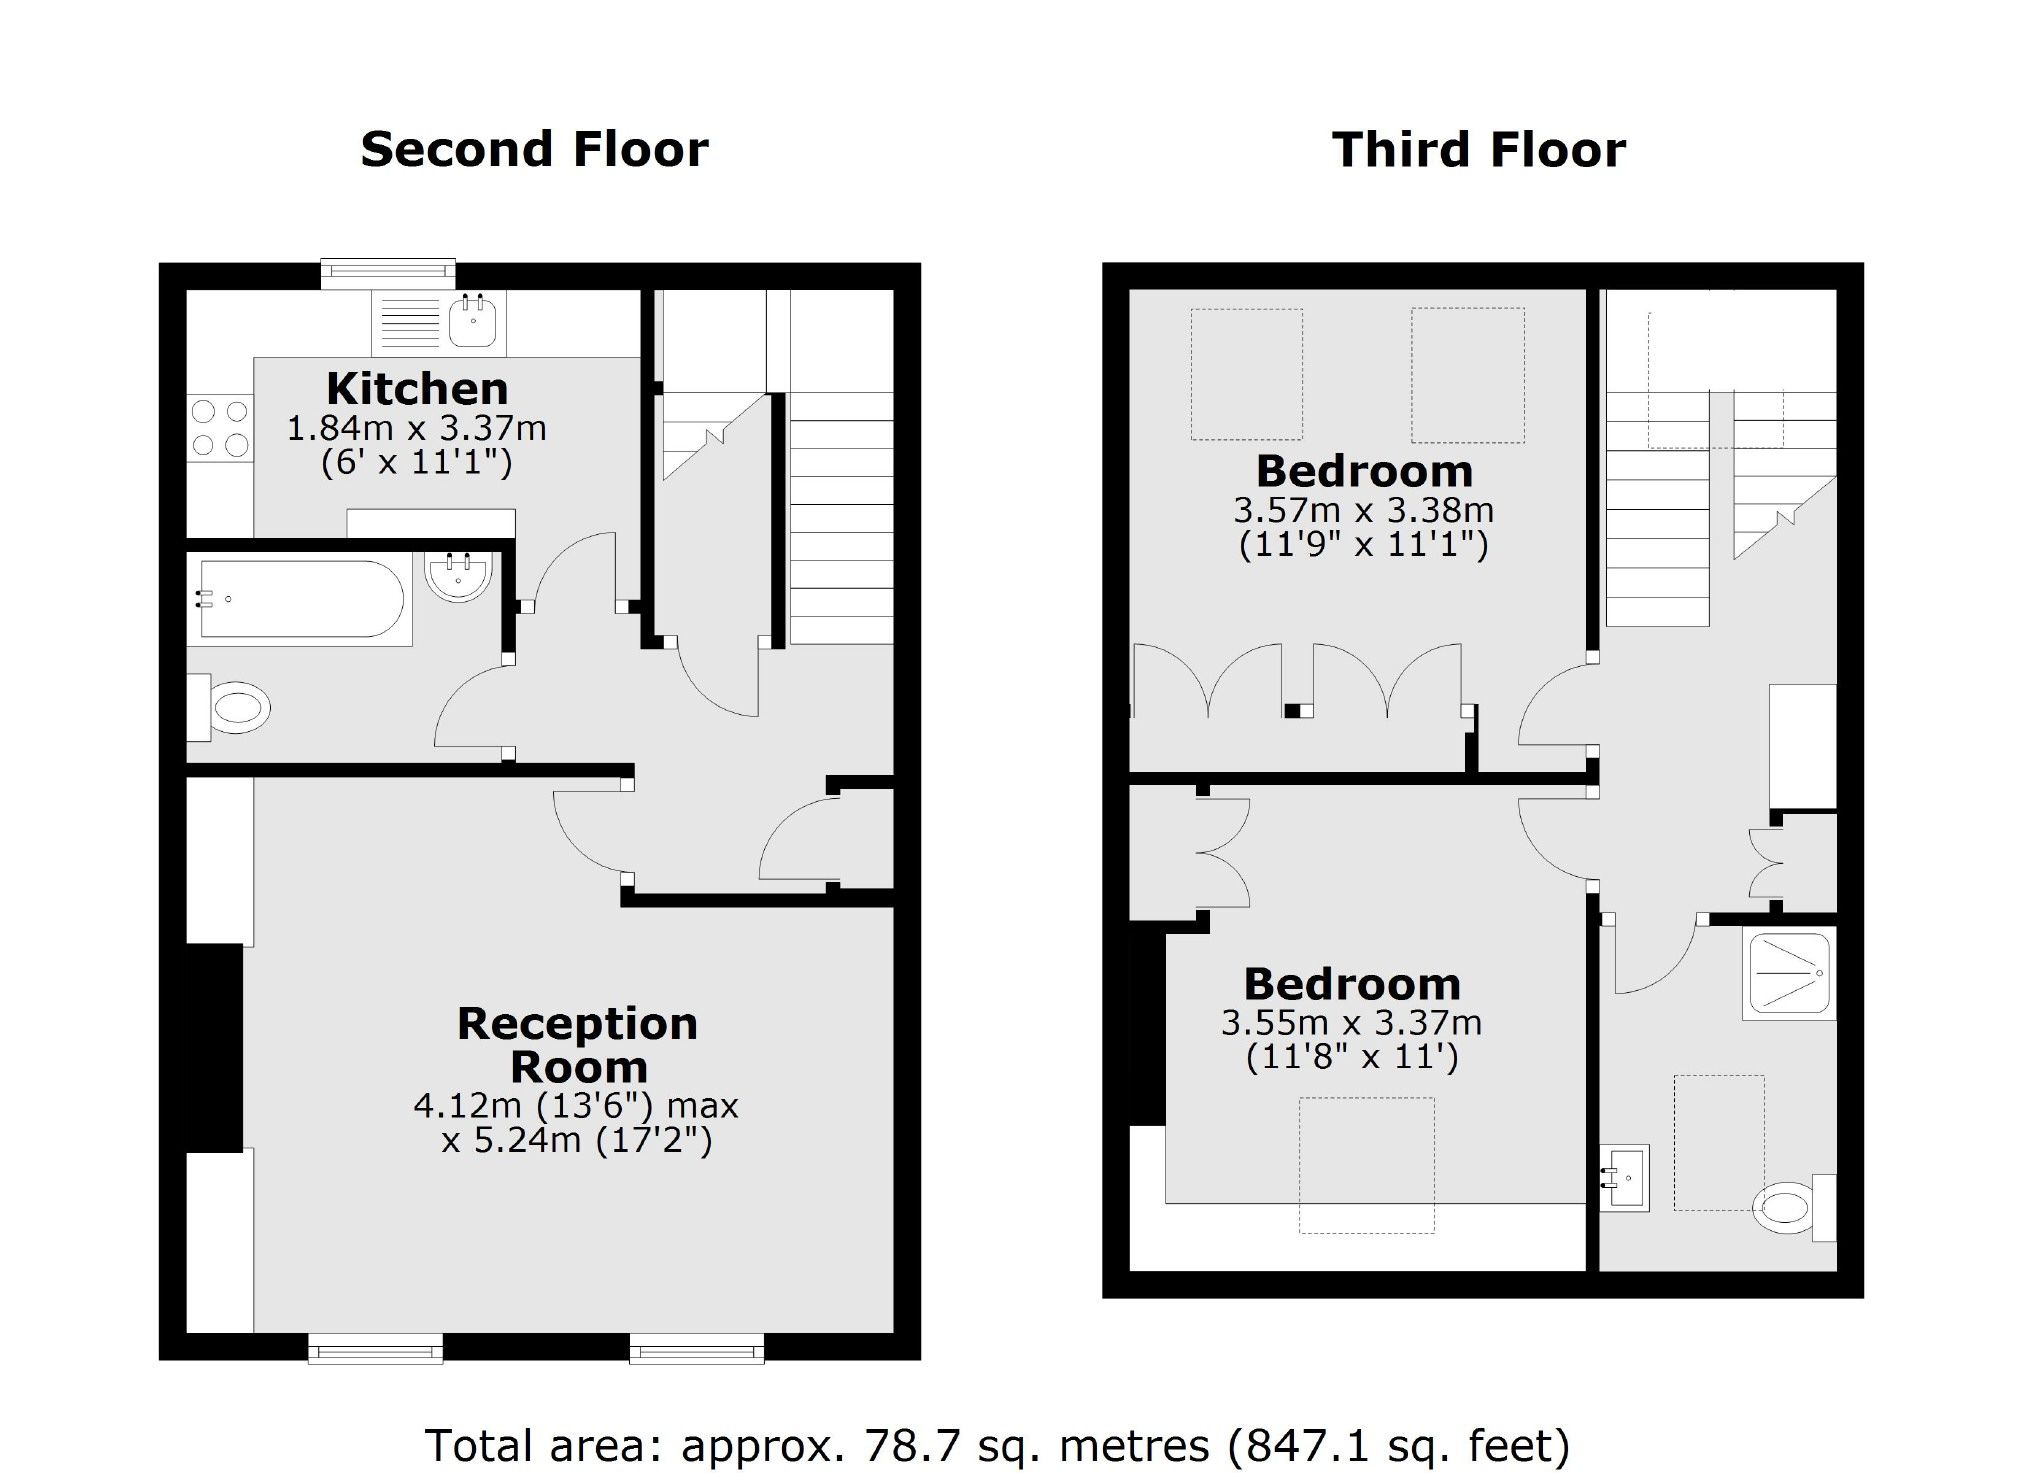 Second Floor
Third Floor
Kitchen
1.84m x 3.37m
(6' x 11'1")
Reception
Room
4.12m (13'6") max
x 5.24m (17'2")
Bedroom
3.57m x 3.38m
(11'9" x 11'1")
Bedroom
3.55m x 3.37m
(11'8" x 11')
Total area: approx. 78.7 sq. metres (847.1 sq. feet)